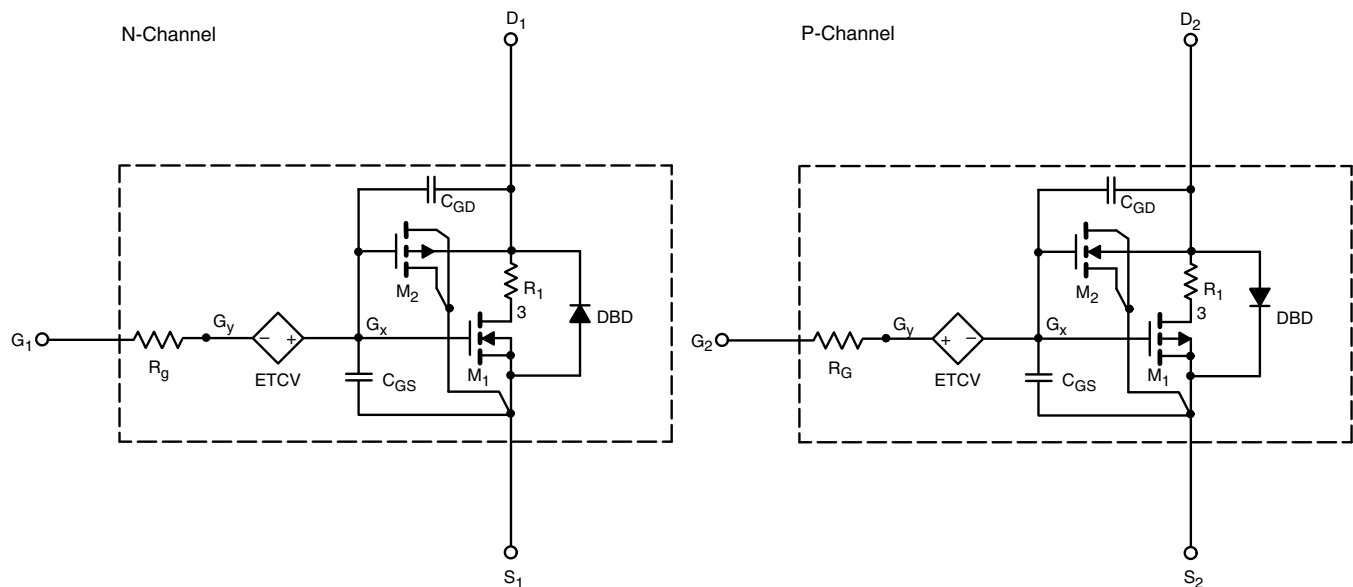 N-Channel
D1
CGD
M2
R1
3
DBD
G1
Rg
Gy
− +
ETCV
Gx
M1
CGS
S1
P-Channel
D2
CGD
M2
R1
3
DBD
G2
RG
Gy
+ −
ETCV
Gx
M1
CGS
S2